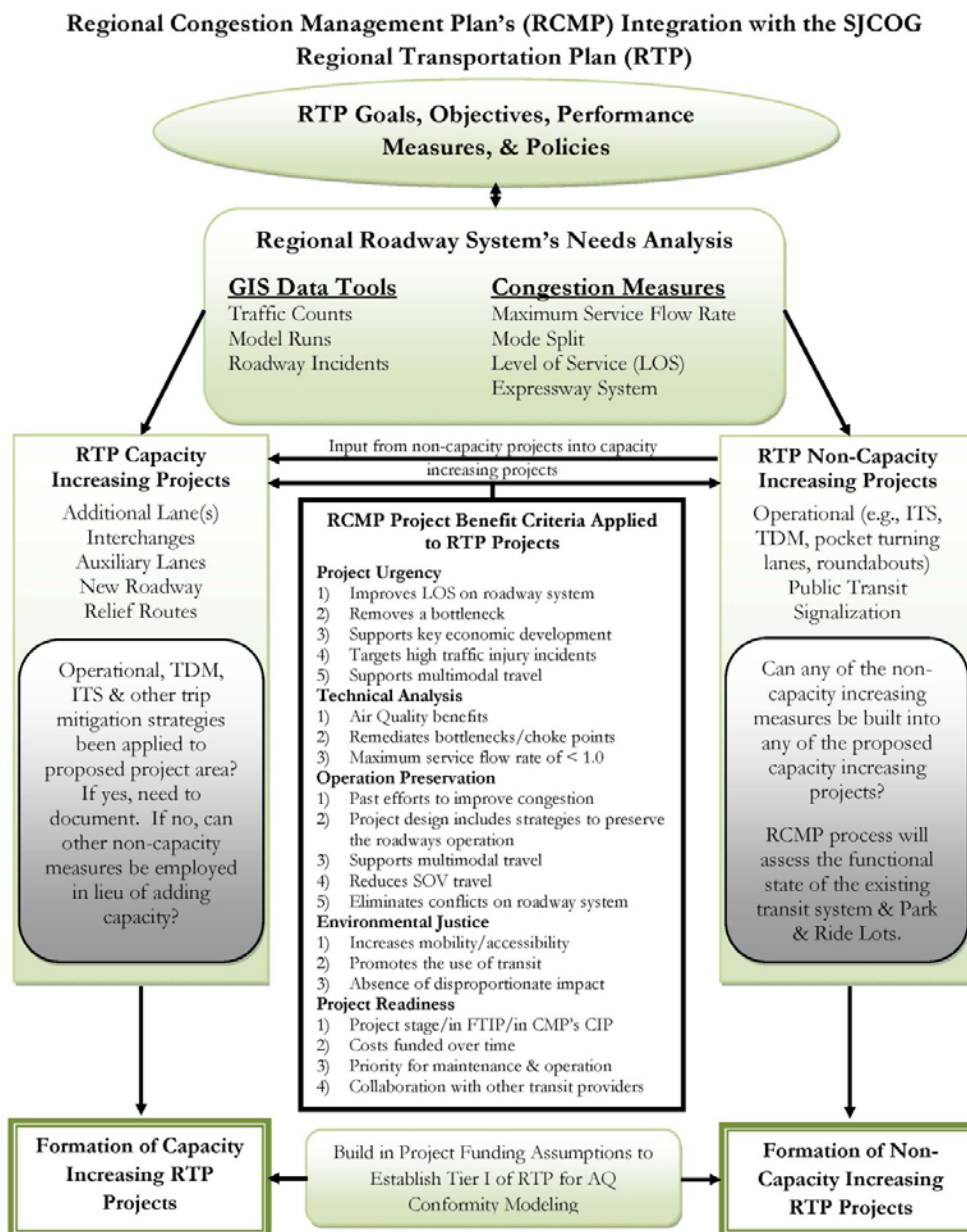 Regional Congestion Management Plan's (RCMP) Integration with the SJCOG
Regional Transportation Plan (RTP)
RTP Goals, Objectives, Performance
Measures, & Policies
Regional Roadway System's Needs Analysis
GIS Data Tools
Traffic Counts
Model Runs
Roadway Incidents
Congestion Measures
Maximum Service Flow Rate
Mode Split
Level of Service (LOS)
Expressway System
Input from non-capacity projects into capacity
increasing projects
RTP Capacity
Increasing Projects
Additional Lane(s)
Interchanges
Auxiliary Lanes
New Roadway
Relief Routes
Operational, TDM,
ITS & other trip
mitigation strategies
been applied to
proposed project area?
If yes, need to
document. If no, can
other non-capacity
measures be employed
in lieu of adding
capacity?
RCMP Project Benefit Criteria Applied
to RTP Projects
Project Urgency
1) Improves LOS on roadway system
2) Removes a bottleneck
3) Supports key economic development
4) Targets high traffic injury incidents
5) Supports multimodal travel
Technical Analysis
1) Air Quality benefits
2) Remediates bottlenecks/choke points
3) Maximum service flow rate of < 1.0
Operation Preservation
1) Past efforts to improve congestion
2) Project design includes strategies to preserve
the roadways operation
3) Supports multimodal travel
4) Reduces SOV travel
5) Eliminates conflicts on roadway system
Environmental Justice
1) Increases mobility/accessibility
2) Promotes the use of transit
3) Absence of disproportionate impact
Project Readiness
1) Project stage/in FTIP/in CMP's CIP
2) Costs funded over time
3) Priority for maintenance & operation
4) Collaboration with other transit providers
RTP Non-Capacity
Increasing Projects
Operational (e.g., ITS,
TDM, pocket turning
lanes, roundabouts)
Public Transit
Signalization
Can any of the non-
capacity increasing
measures be built into
any of the proposed
capacity increasing
projects?
RCMP process will
assess the functional
state of the existing
transit system & Park
& Ride Lots.
Formation of Capacity
Increasing RTP
Projects
Build in Project Funding Assumptions to
Establish Tier I of RTP for AQ
Conformity Modeling
Formation of Non-
Capacity Increasing
RTP Projects